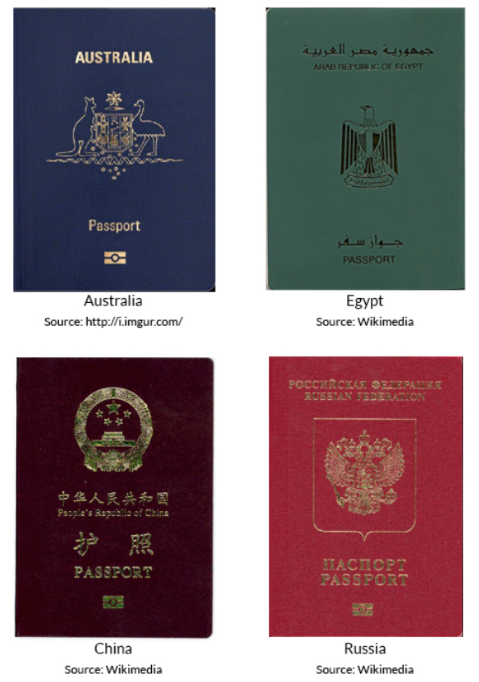 AUSTRALIA
Passport
Australia
Source: http://i.imgur.com/
جمهورية مصر العربية
ARAB REPUBLIC OF EGYPT
جواز سفر
PASSPORT
Egypt
Source: Wikimedia
中华人民共和国
People's Republic of China
护照
PASSPORT
China
Source: Wikimedia
РОССИЙСКАЯ ФЕДЕРАЦИЯ
RUSSIAN FEDERATION
ПАСПОРТ
PASSPORT
Russia
Source: Wikimedia